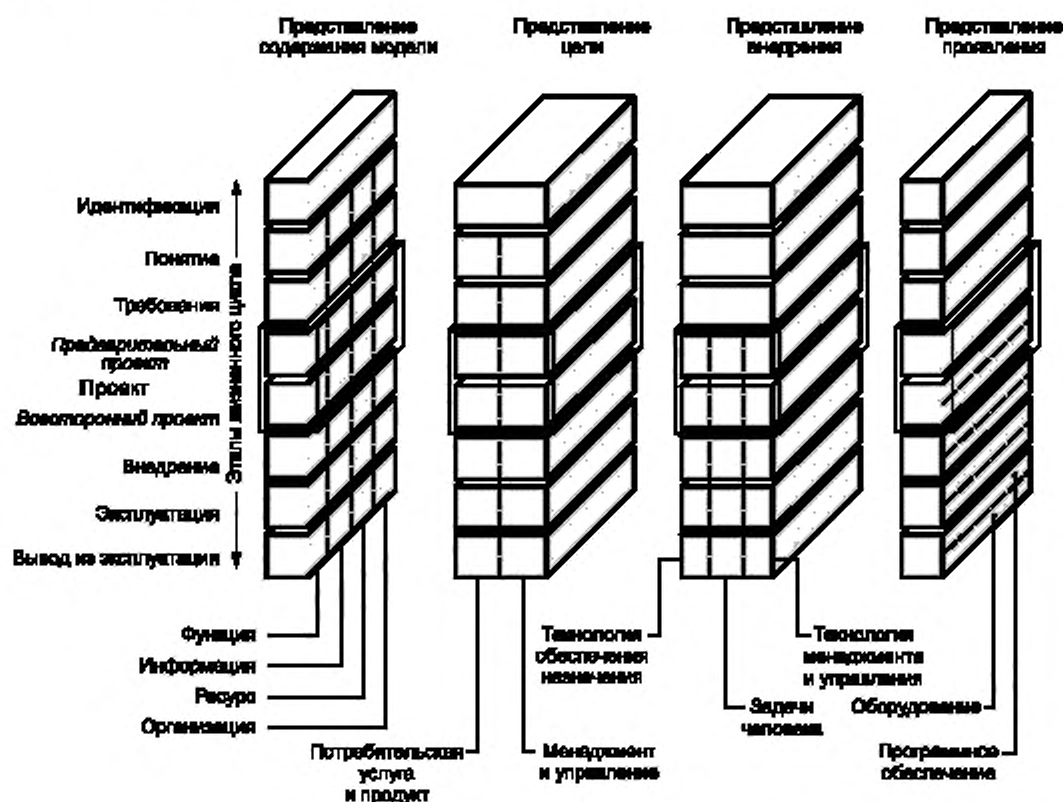 Представление
содержания модели
Представление
цели
Представление
внедрения
Представление
проявления
Идентификация
Понятие
Требования
Предварительный
проект
Проект
Этапы жизненного цикла
Внедрение
Эксплуатация
Вывод из эксплуатации
Функция
Информация
Ресурс
Организация
Потребительская
услуга
и продукт
Менеджмент
и управление
Технология
обеспечения
назначения
Задачи
человека
Технология
менеджмента
и управления
Оборудование
Программное
обеспечение